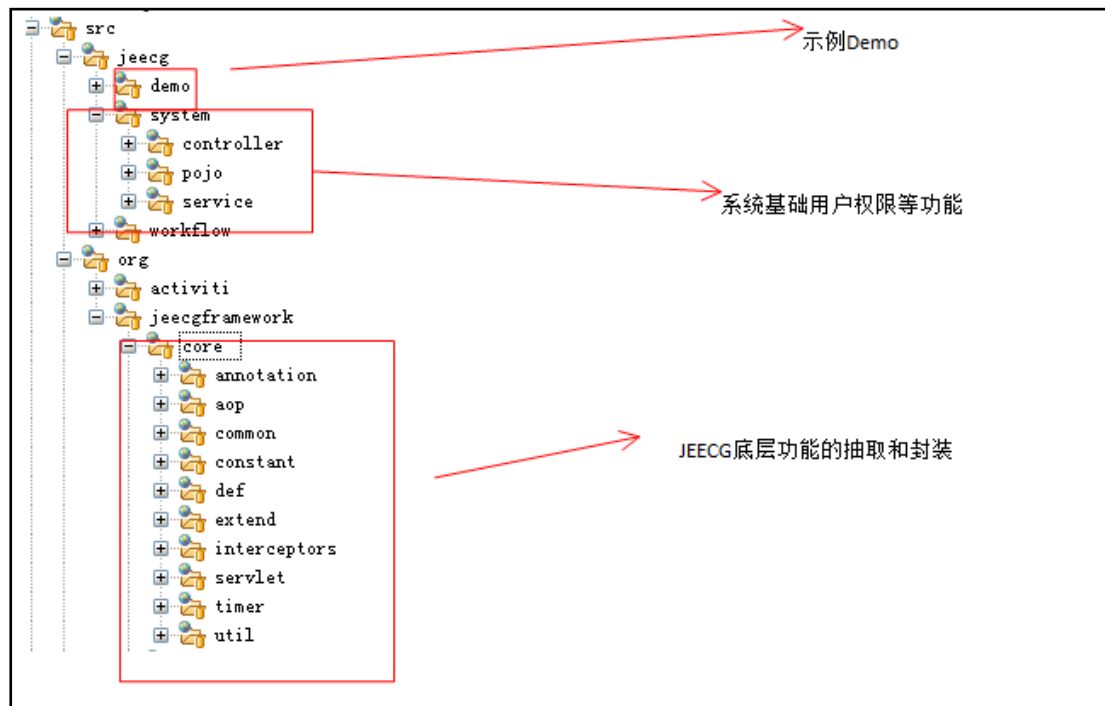 src
jeecg
示例Demo
demo
system
controller
pojo
service
系统基础用户权限等功能
workflow
org
activiti
jeecgframework
core
annotation
aop
common
JEECG底层功能的抽取和封装
constant
def
extend
interceptors
servlet
timer
util